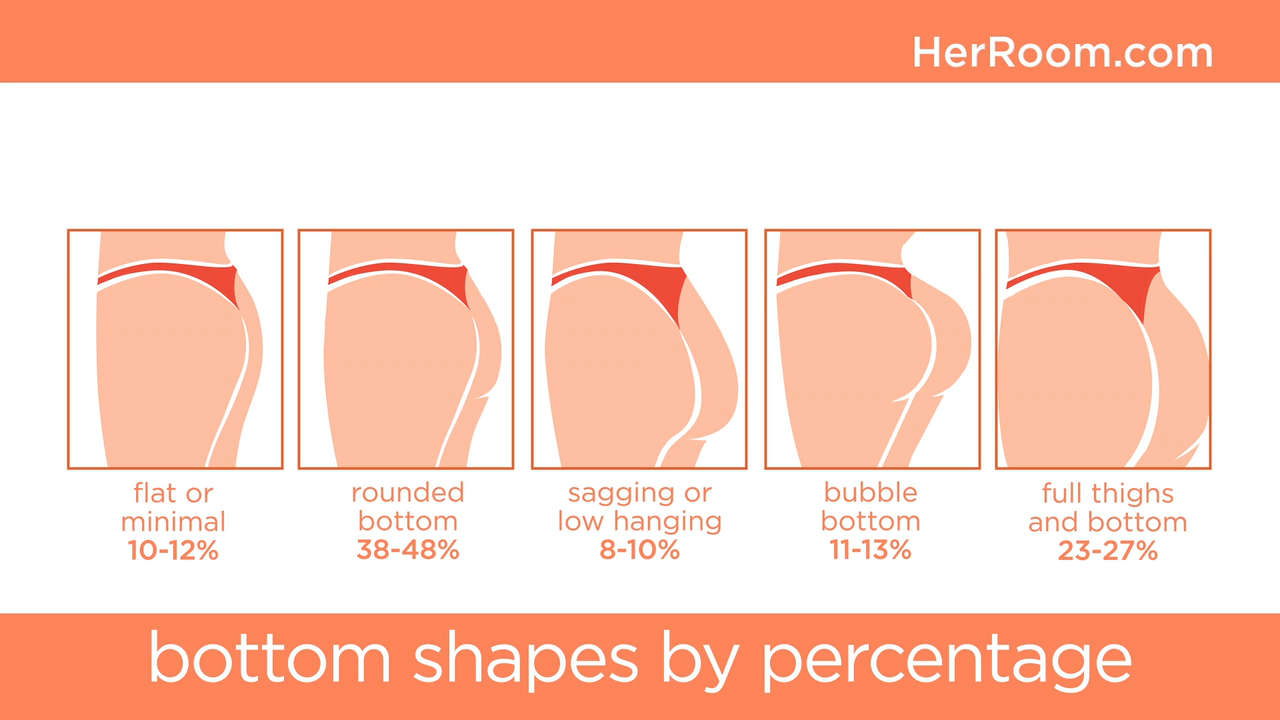 HerRoom.com
flat or
minimal
10-12%
rounded
bottom
38-48%
sagging or
low hanging
8-10%
bubble
bottom
11-13%
full thighs
and bottom
23-27%
bottom shapes by percentage